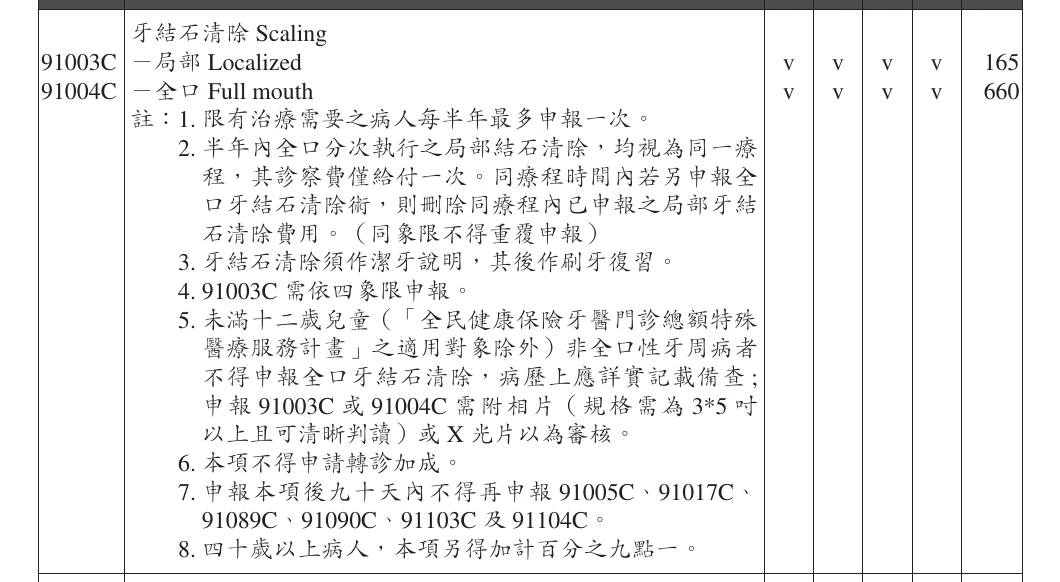 牙結石清除 Scaling
91003C －局部 Localized v v v v 165
91004C －全口 Full mouth v v v v 660
註：1. 限有治療需要之病人每半年最多申報一次。
2. 半年內全口分次執行之局部結石清除，均視為同一療
程，其診察費僅給付一次。同療程時間內若另申報全
口牙結石清除術，則刪除同療程內已申報之局部牙結
石清除費用。（同象限不得重覆申報）
3. 牙結石清除須作潔牙說明，其後作刷牙復習。
4. 91003C 需依四象限申報。
5. 未滿十二歲兒童（「全民健康保險牙醫門診總額特殊
醫療服務計畫」之適用對象除外）非全口性牙周病者
不得申報全口牙結石清除，病歷上應詳實記載備查；
申報 91003C 或 91004C 需附相片（規格需為 3*5 吋
以上且可清晰判讀）或 X 光片以為審核。
6. 本項不得申請轉診加成。
7. 申報本項後九十天內不得再申報 91005C、91017C、
91089C、91090C、91103C 及 91104C。
8. 四十歲以上病人，本項另得加計百分之九點一。